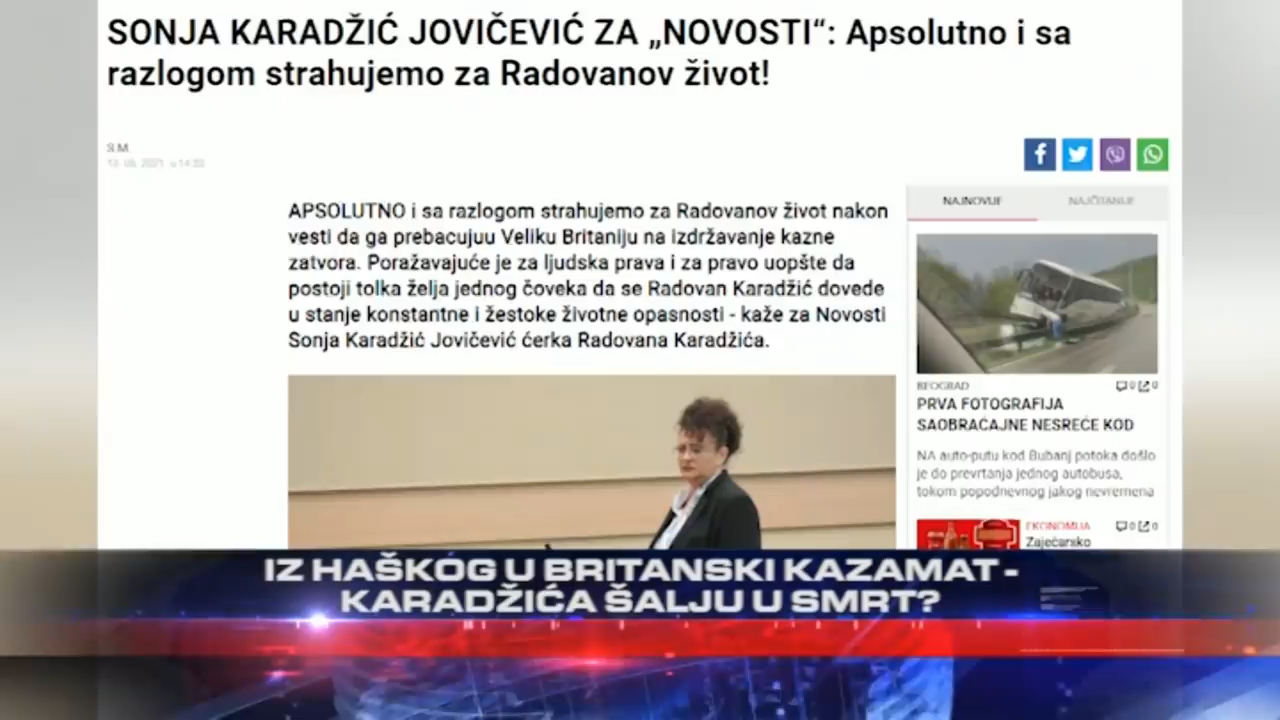 SONJA KARADŽIĆ JOVIČEVIĆ ZA „NOVOSTI“: Apsolutno i sa
razlogom strahujemo za Radovanov život!
S.M.
NAJNOVIJE
NAJČITANIJE
APSOLUTNO i sa razlogom strahujemo za Radovanov život nakon
vesti da ga prebacujuu Veliku Britaniju na izdržavanje kazne
zatvora. Poražavajuće je za ljudska prava i za pravo uopšte da
postoji tolka želja jednog čoveka da se Radovan Karadžić dovede
u stanje konstantne i žestoke životne opasnosti - kaže za Novosti
Sonja Karadžić Jovičević ćerka Radovana Karadžića.
BEOGRAD 0 0
PRVA FOTOGRAFIJA
SAOBRAĆAJNE NESREĆE KOD
NA auto-putu kod Bubanj potoka došlo
je do prevrtanja jednog autobusa,
tokom popodnevnog jakog nevremena
EKONOMIJA 0 0
Zaječarsko
IZ HAŠKOG U BRITANSKI KAZAMAT -
KARADŽIĆA ŠALJU U SMRT?